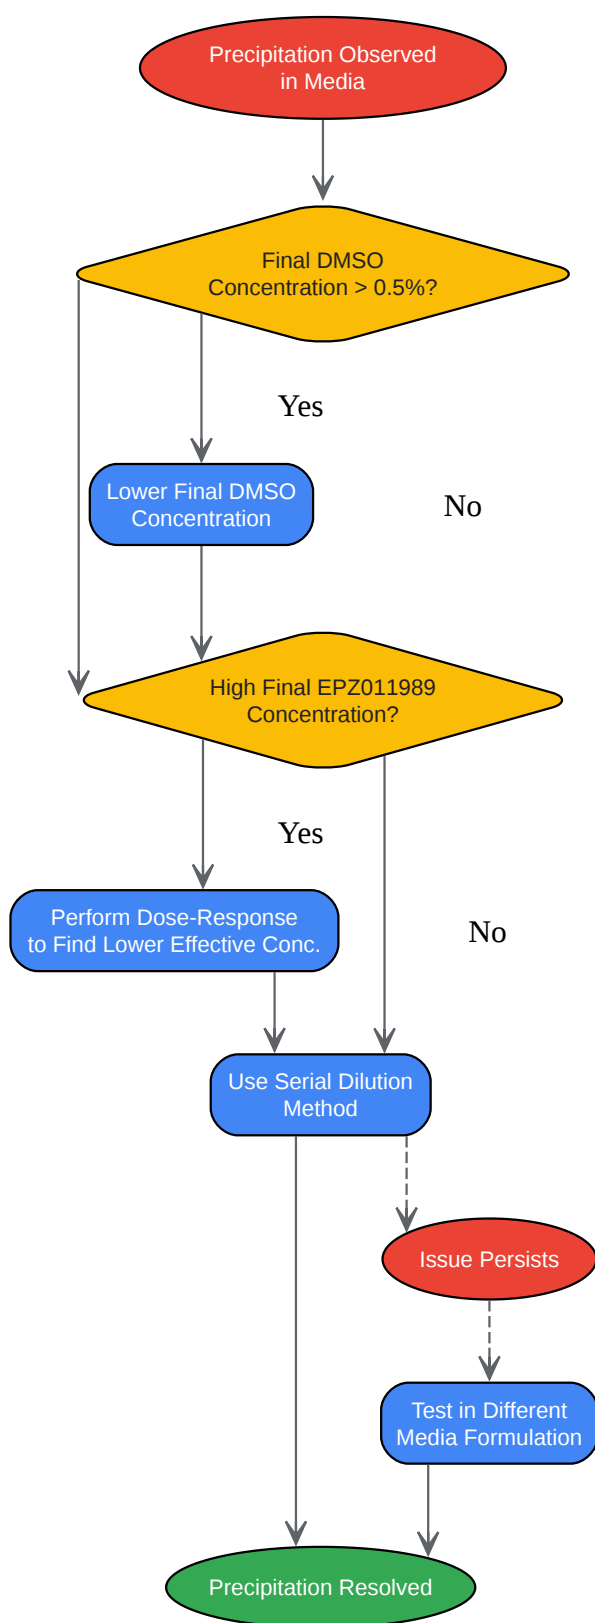 Precipitation Observed
in Media
Final DMSO
Concentration > 0.5%?
Yes
Lower Final DMSO
Concentration
No
High Final EPZ011989
Concentration?
Yes
Perform Dose-Response
to Find Lower Effective Conc.
No
Use Serial Dilution
Method
Issue Persists
Test in Different
Media Formulation
Precipitation Resolved